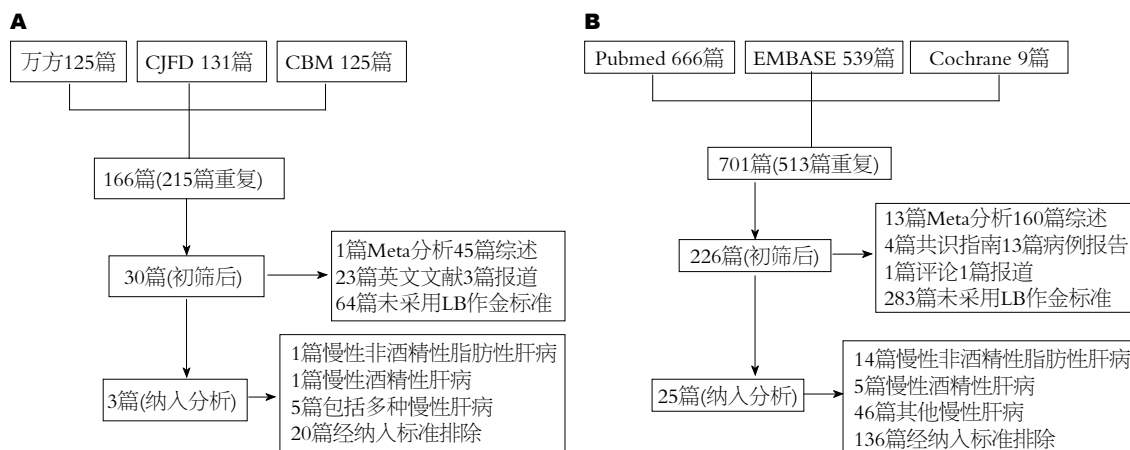 A
万方125篇
CJFD 131篇
CBM 125篇
166篇(215篇重复)
30篇(初筛后)
1篇Meta分析45篇综述
23篇英文文献3篇报道
64篇未采用LB作金标准
3篇(纳入分析)
1篇慢性非酒精性脂肪性肝病
1篇慢性酒精性肝病
5篇包括多种慢性肝病
20篇经纳入标准排除
B
Pubmed 666篇
EMBASE 539篇
Cochrane 9篇
701篇(513篇重复)
226篇(初筛后)
13篇Meta分析160篇综述
4篇共识指南13篇病例报告
1篇评论1篇报道
283篇未采用LB作金标准
25篇(纳入分析)
14篇慢性非酒精性脂肪性肝病
5篇慢性酒精性肝病
46篇其他慢性肝病
136篇经纳入标准排除